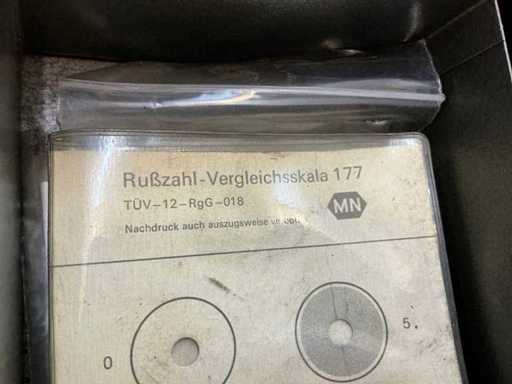 Rußzahl-Vergleichsskala 177
TÜV-12-RgG-018
MN
Nachdruck auch auszugsweise
0
5.